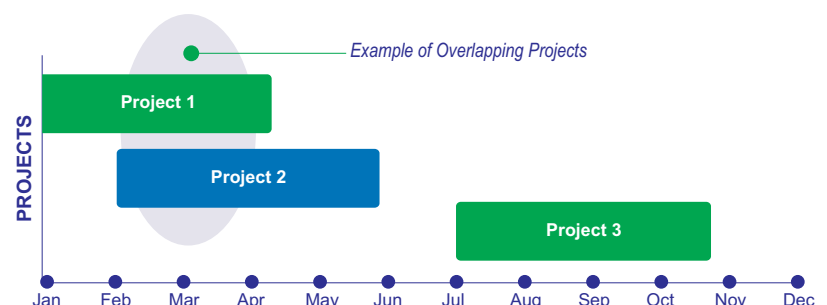 Example of Overlapping Projects
Project 1
Project 2
Project 3
PROJECTS
Jan Feb Mar Apr May Jun Jul Aug Sep Oct Nov Dec